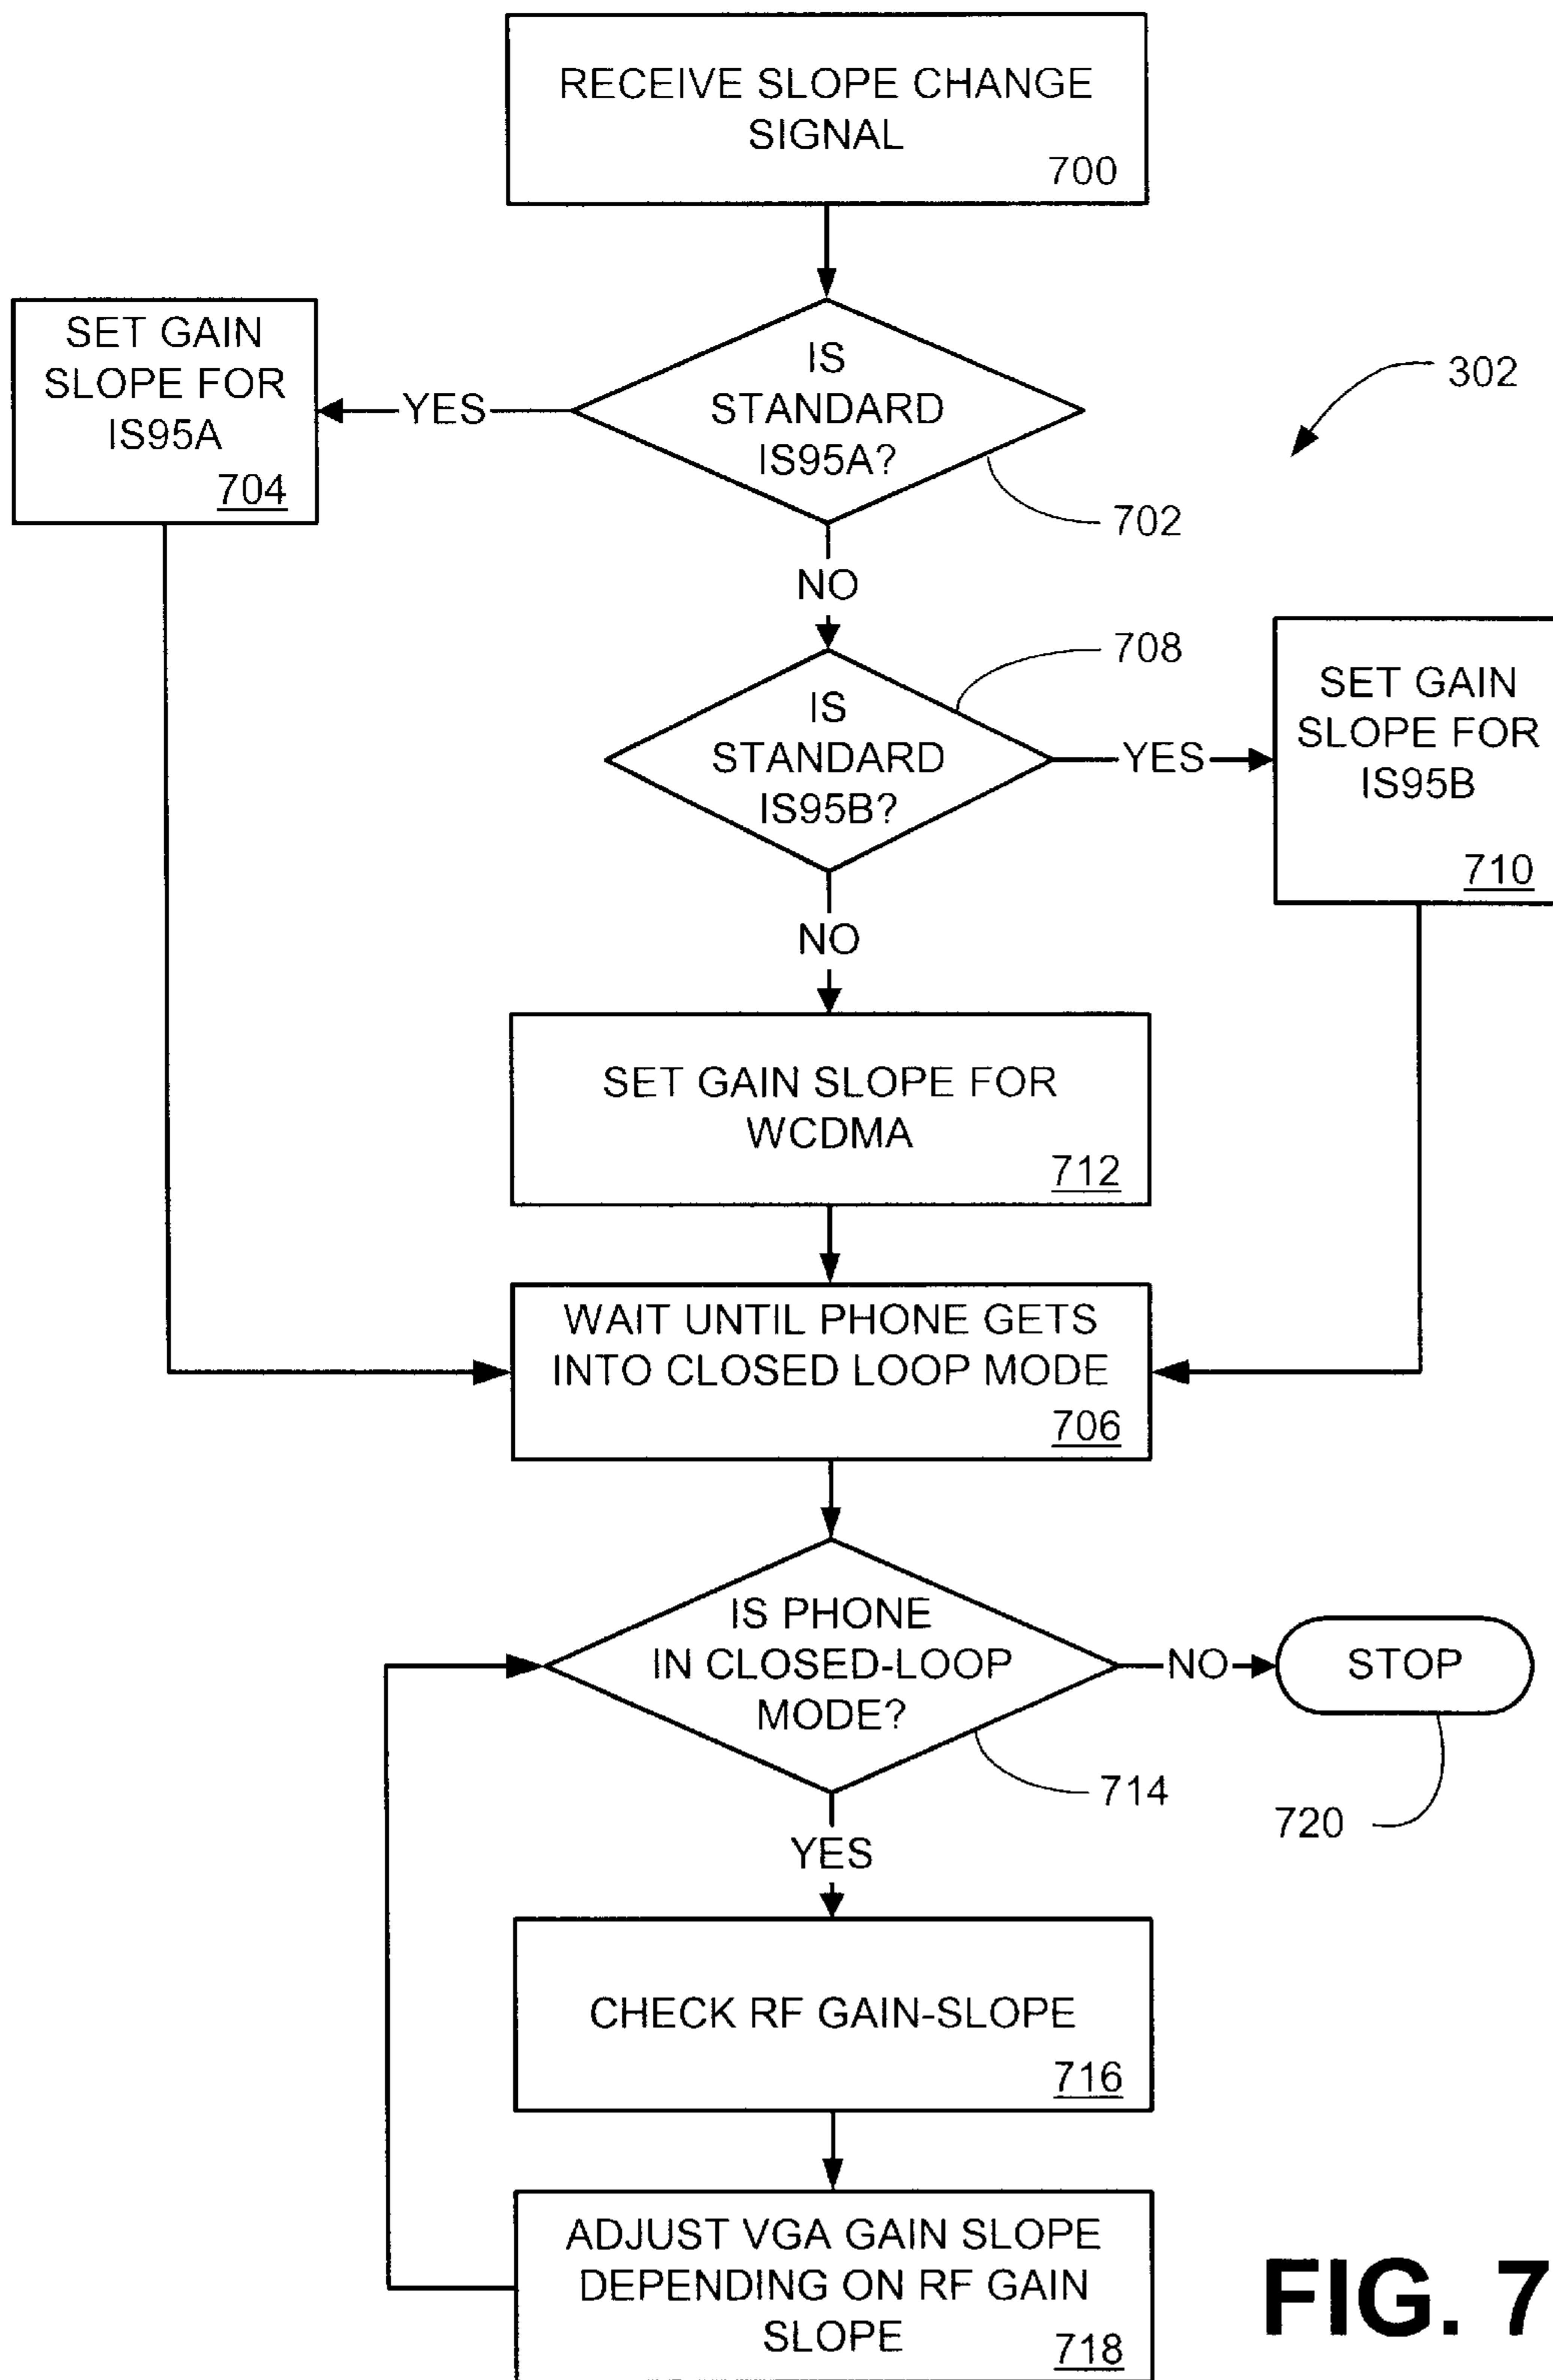 RECEIVE SLOPE CHANGE
SIGNAL
700
SET GAIN
SLOPE FOR
IS95A
704
YES
IS
STANDARD
IS95A?
302
702
NO
708
IS
STANDARD
IS95B?
YES
SET GAIN
SLOPE FOR
IS95B
710
NO
SET GAIN SLOPE FOR
WCDMA
712
WAIT UNTIL PHONE GETS
INTO CLOSED LOOP MODE
706
IS PHONE
IN CLOSED-LOOP
MODE?
NO
STOP
714
720
YES
CHECK RF GAIN-SLOPE
716
ADJUST VGA GAIN SLOPE
DEPENDING ON RF GAIN
SLOPE
718
FIG. 7